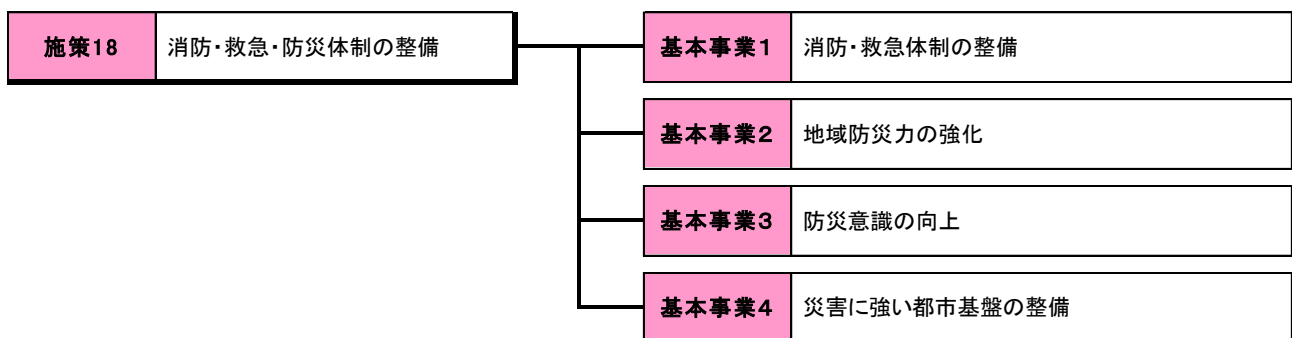 施策18 消防・救急・防災体制の整備
基本事業1 消防・救急体制の整備
基本事業2 地域防災力の強化
基本事業3 防災意識の向上
基本事業4 災害に強い都市基盤の整備